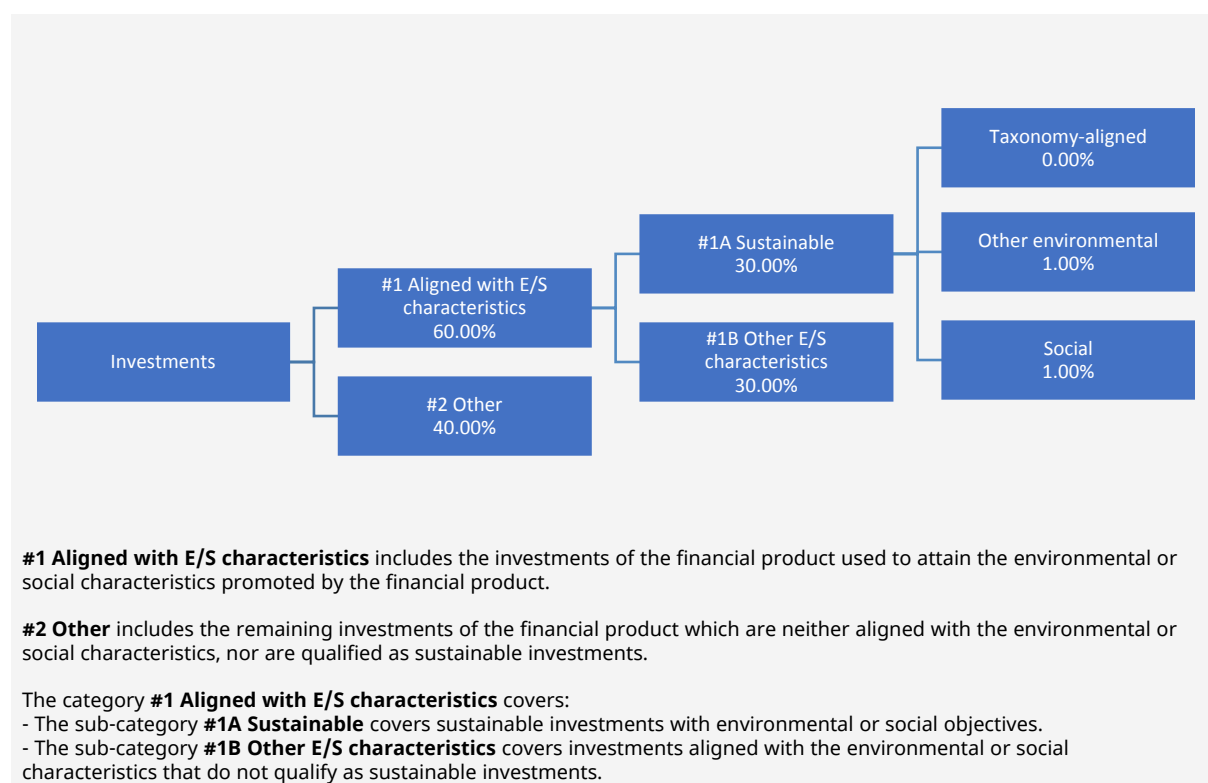 Investments
#1 Aligned with E/S
characteristics
60.00%
#2 Other
40.00%
#1A Sustainable
30.00%
#1B Other E/S
characteristics
30.00%
Taxonomy-aligned
0.00%
Other environmental
1.00%
Social
1.00%
#1 Aligned with E/S characteristics includes the investments of the financial product used to attain the environmental or
social characteristics promoted by the financial product.
#2 Other includes the remaining investments of the financial product which are neither aligned with the environmental or
social characteristics, nor are qualified as sustainable investments.
The category #1 Aligned with E/S characteristics covers:
- The sub-category #1A Sustainable covers sustainable investments with environmental or social objectives.
- The sub-category #1B Other E/S characteristics covers investments aligned with the environmental or social
characteristics that do not qualify as sustainable investments.